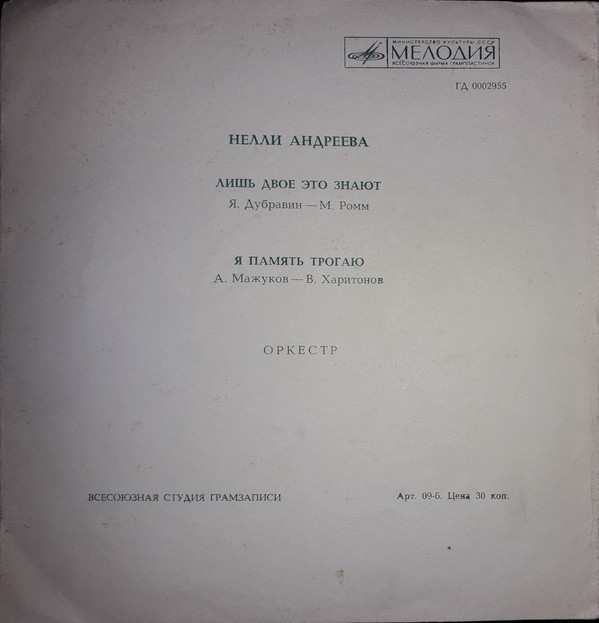 МИНИСТЕРСТВО КУЛЬТУРЫ СССР
МЕЛОДИЯ
ВСЕСОЮЗНАЯ ФИРМА ГРАМПЛАСТИНОК
ГД 0002955
НЕЛЛИ АНДРЕЕВА
ЛИШЬ ДВОЕ ЭТО ЗНАЮТ
Я. Дубравин — М. Ромм
Я ПАМЯТЬ ТРОГАЮ
А. Мажуков — В. Харитонов
ОРКЕСТР
ВСЕСОЮЗНАЯ СТУДИЯ ГРАМЗАПИСИ
Арт. 09-6. Цена 30 коп.